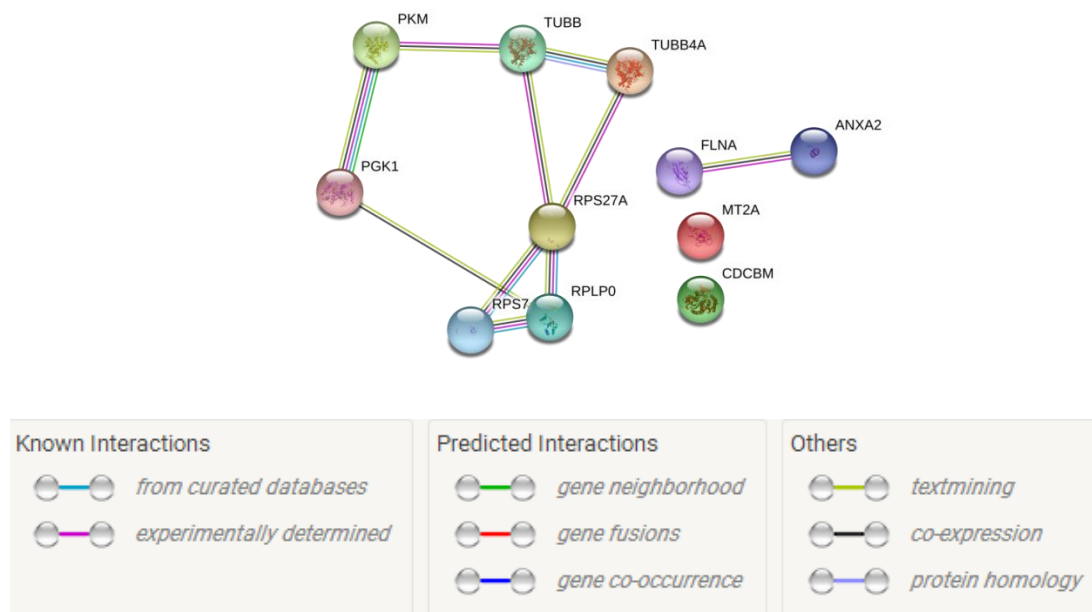 PKM
TUBB
TUBB4A
ANXA2
FLNA
PGK1
MT2A
RPS27A
CDCBM
RPS7
RPLP0
Known Interactions
from curated databases
experimentally determined
Predicted Interactions
gene neighborhood
gene fusions
gene co-occurrence
Others
textmining
co-expression
protein homology